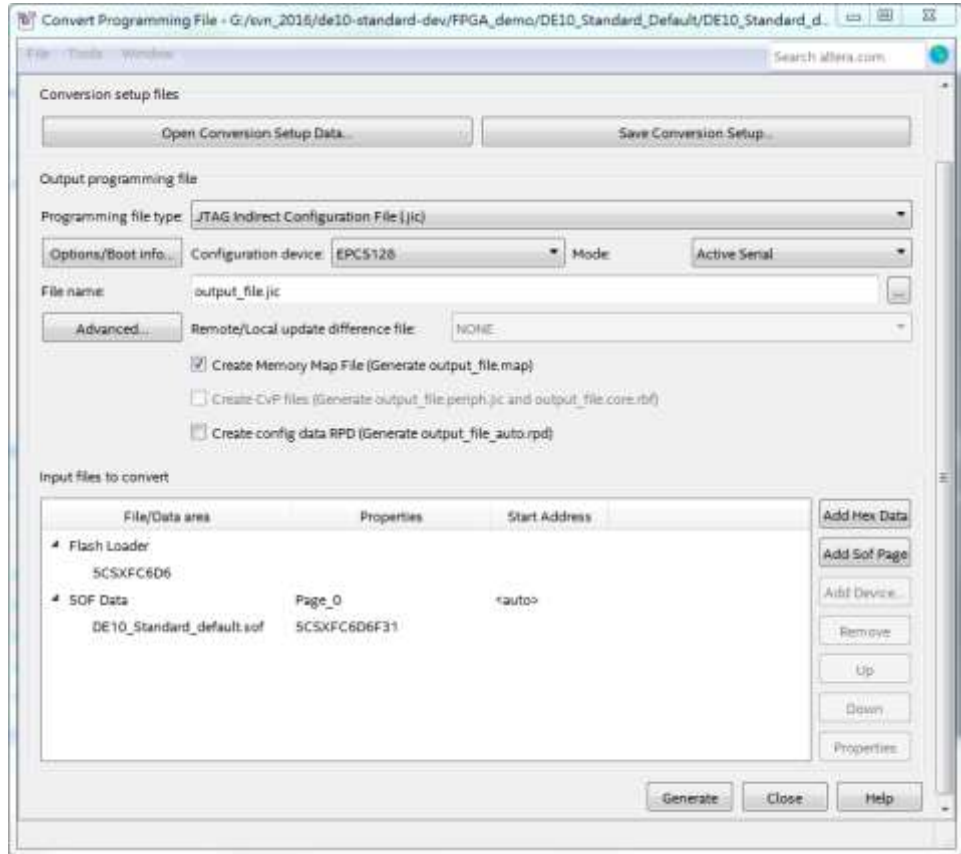 Convert Programming File - G:/svn_2016/de10-standard-dev/FPGA_demo/DE10_Standard_Default/DE10_Standard_d...
File Tools Window
Search altera.com
Conversion setup files
Open Conversion Setup Data...
Save Conversion Setup...
Output programming file
Programming file type: JTAG Indirect Configuration File (.jic)
Options/Boot info... Configuration device: EPCS128 Mode: Active Serial
File name: output_file.jic ...
Advanced... Remote/Local update difference file: NONE
Create Memory Map File (Generate output_file.map)
Create CvP files (Generate output_file.periph.jic and output_file.core.rbf)
Create config data RPD (Generate output_file_auto.rpd)
Input files to convert
File/Data area Properties Start Address
Add Hex Data
Flash Loader
Add Sof Page
5CSXFC6D6
Add Device...
SOF Data Page_0 <auto>
DE10_Standard_default.sof 5CSXFC6D6F31
Remove
Up
Down
Properties
Generate Close Help